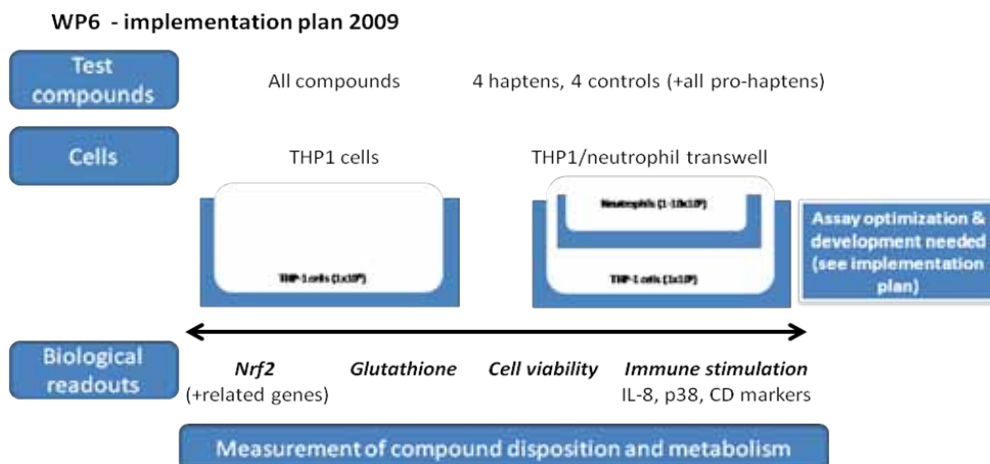 WP6 - implementation plan 2009
Test
compounds
All compounds
4 haptens, 4 controls (+all pro-haptens)
Cells
THP1 cells
THP1/neutrophil transwell
Neutrophils
THP-1 cells
THP-1 cells
Assay optimization &
development needed
(see implementation
plan)
Biological
readouts
Nrf2
(+related genes)
Glutathione
Cell viability
Immune stimulation
IL-8, p38, CD markers
Measurement of compound disposition and metabolism